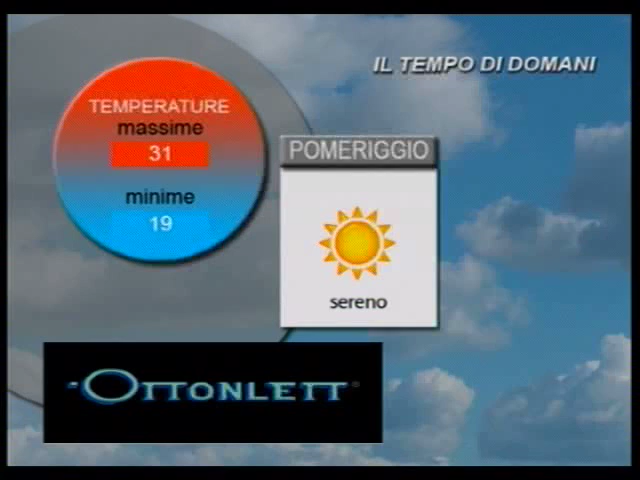 IL TEMPO DI DOMANI
TEMPERATURE
massime
31
minime
19
POMERIGGIO
sereno
OTTONLETT